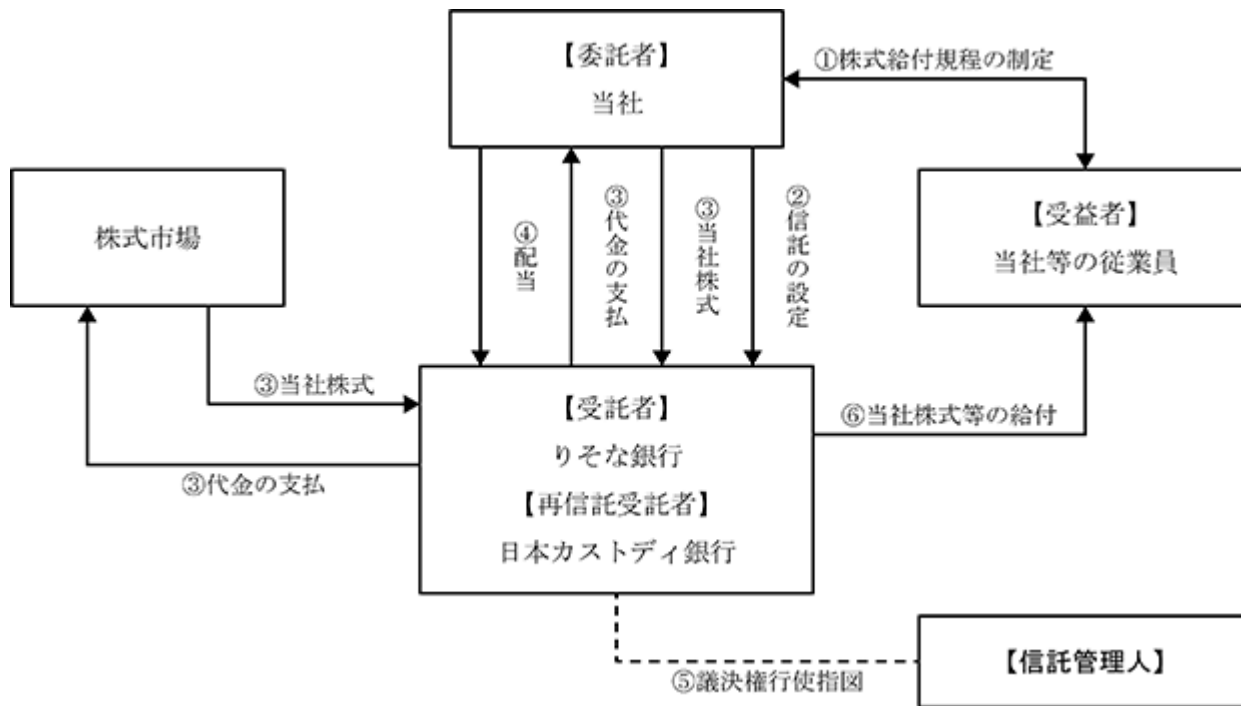 【委託者】
当社
①株式給付規程の制定
株式市場
【受益者】
当社等の従業員
④配当
③代金の支払
③当社株式
②信託の設定
③当社株式
③代金の支払
【受託者】
りそな銀行
【再信託受託者】
日本カストディ銀行
⑥当社株式等の給付
【信託管理人】
⑤議決権行使指図